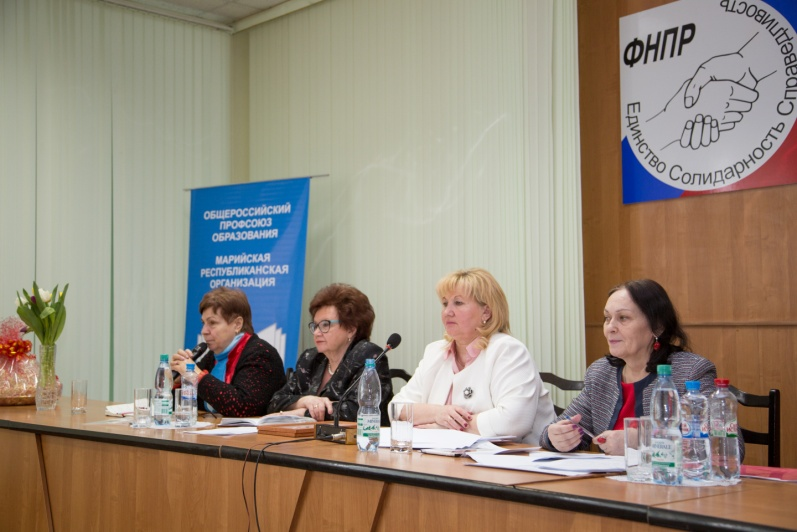 ФНПР
Единство Солидарность Справедливость
ОБЩЕРОССИЙСКИЙ
ПРОФСОЮЗ
ОБРАЗОВАНИЯ
МАРИЙСКАЯ
РЕСПУБЛИКАНСКАЯ
ОРГАНИЗАЦИЯ